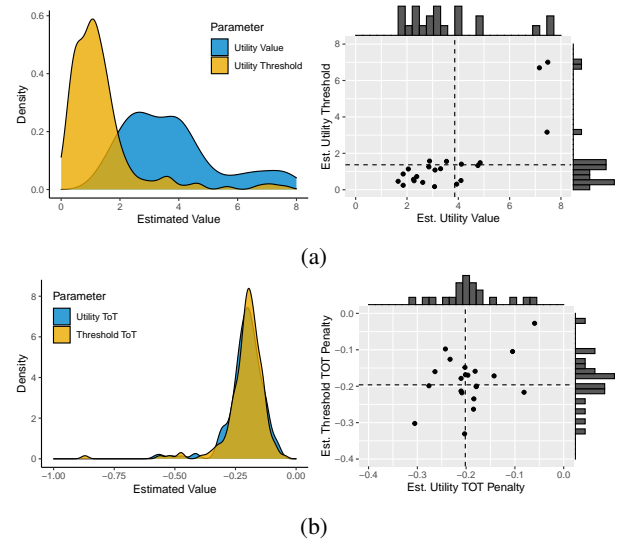 Parameter
Utility Value
Utility Threshold
Density
0.6
0.4
0.2
0.0
0 2 4 6 8
Estimated Value
Est. Utility Threshold
8
6
4
2
0
0 2 4 6 8
Est. Utility Value
(a)
Parameter
Utility ToT
Threshold ToT
Density
8
6
4
2
0
−1.00 −0.75 −0.50 −0.25 0.00
Estimated Value
Est. Threshold TOT Penalty
0.0
−0.1
−0.2
−0.3
−0.4
−0.4 −0.3 −0.2 −0.1 0.0
Est. Utility TOT Penalty
(b)